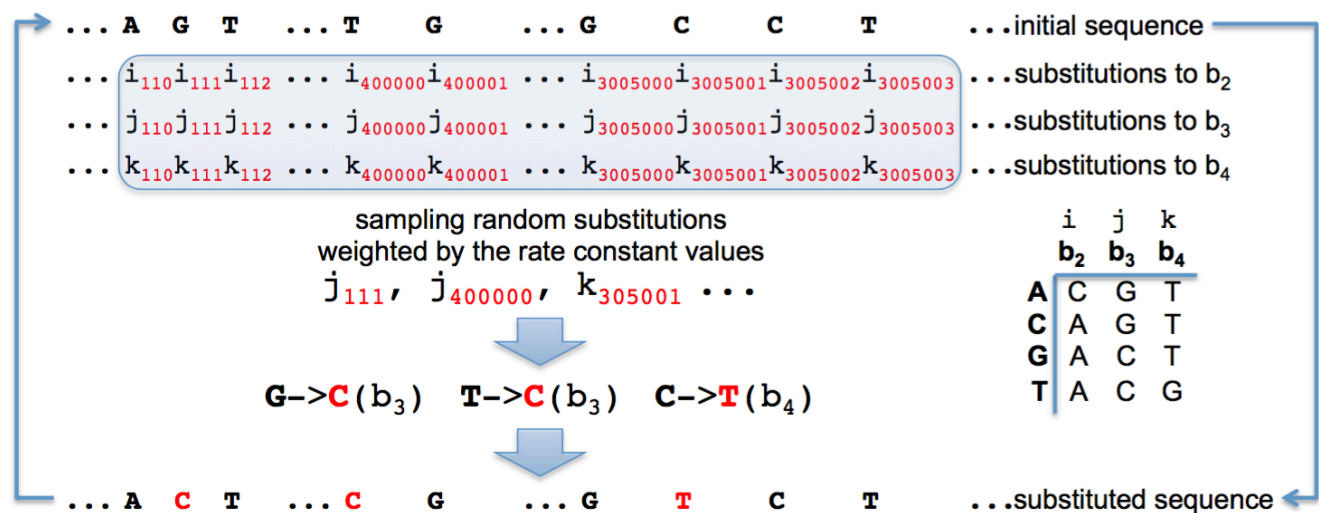 ... A G T ... T G ... G C C T ...initial sequence
... i110i111i112 ... i400000i400001 ... i3005000i3005001i3005002i3005003 ...substitutions to b2
... j110j111j112 ... j400000j400001 ... j3005000j3005001j3005002j3005003 ...substitutions to b3
... k110k111k112 ... k400000k400001 ... k3005000k3005001k3005002k3005003 ...substitutions to b4
sampling random substitutions
weighted by the rate constant values
j111, j400000, k305001 ...
i j k
b2 b3 b4
A C G T
C A G T
G A C T
T A C G
G->C(b3) T->C(b3) C->T(b4)
... A C T ... C G ... G T C T ...substituted sequence